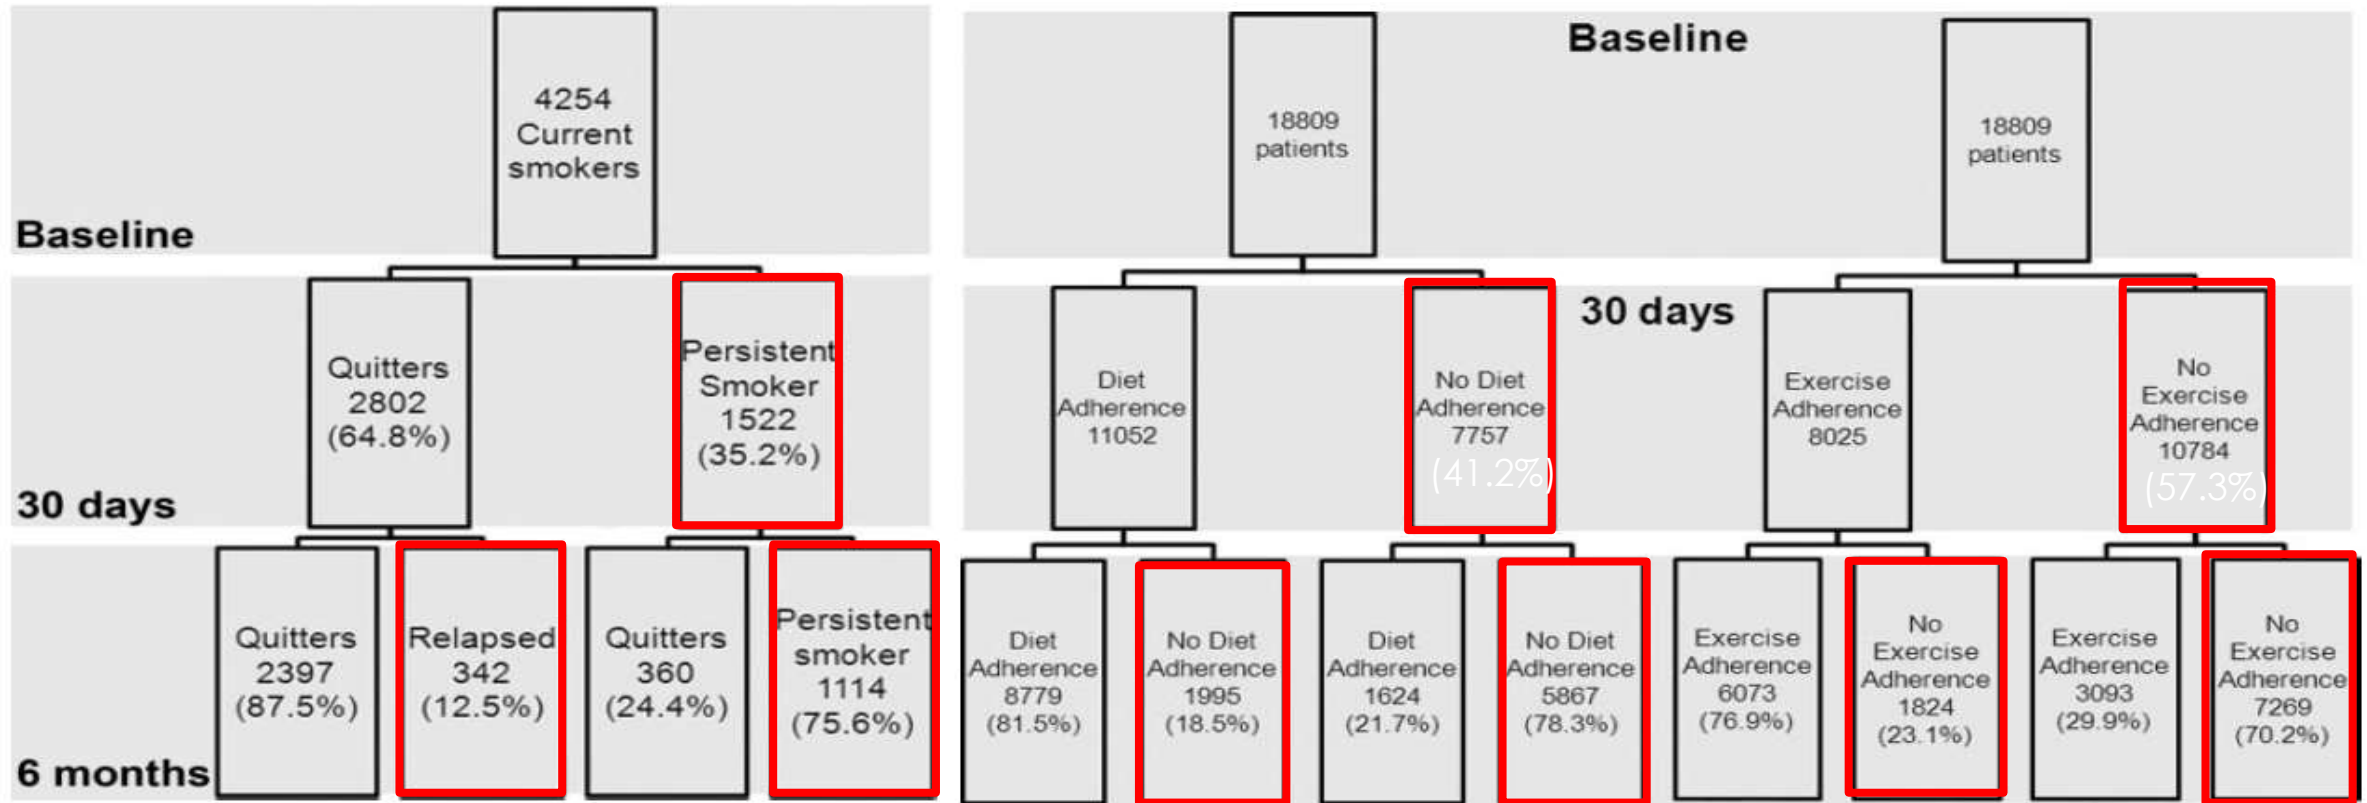 4254
Current
smokers
Baseline
Quitters
2802
(64.8%)
Persistent
Smoker
1522
(35.2%)
30 days
Quitters
2397
(87.5%)
Relapsed
342
(12.5%)
Quitters
360
(24.4%)
Persistent
smoker
1114
(75.6%)
6 months
Baseline
18809
patients
18809
patients
30 days
Diet
Adherence
11052
No Diet
Adherence
7757
(41.2%)
Exercise
Adherence
8025
No
Exercise
Adherence
10784
(57.3%)
Diet
Adherence
8779
(81.5%)
No Diet
Adherence
1995
(18.5%)
Diet
Adherence
1624
(21.7%)
No Diet
Adherence
5867
(78.3%)
Exercise
Adherence
6073
(76.9%)
No
Exercise
Adherence
1824
(23.1%)
Exercise
Adherence
3093
(29.9%)
No
Exercise
Adherence
7269
(70.2%)